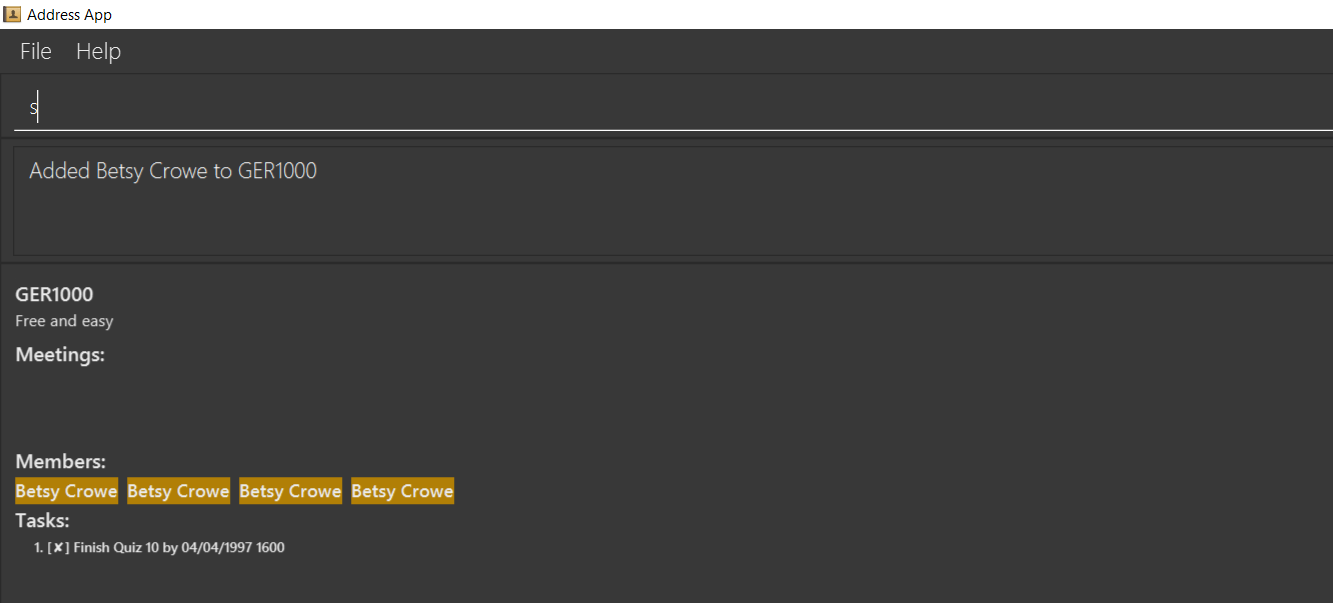 Address App
File Help
s
Added Betsy Crowe to GER1000
GER1000
Free and easy
Meetings:
Members:
Betsy Crowe Betsy Crowe Betsy Crowe Betsy Crowe
Tasks:
1. [✘] Finish Quiz 10 by 04/04/1997 1600